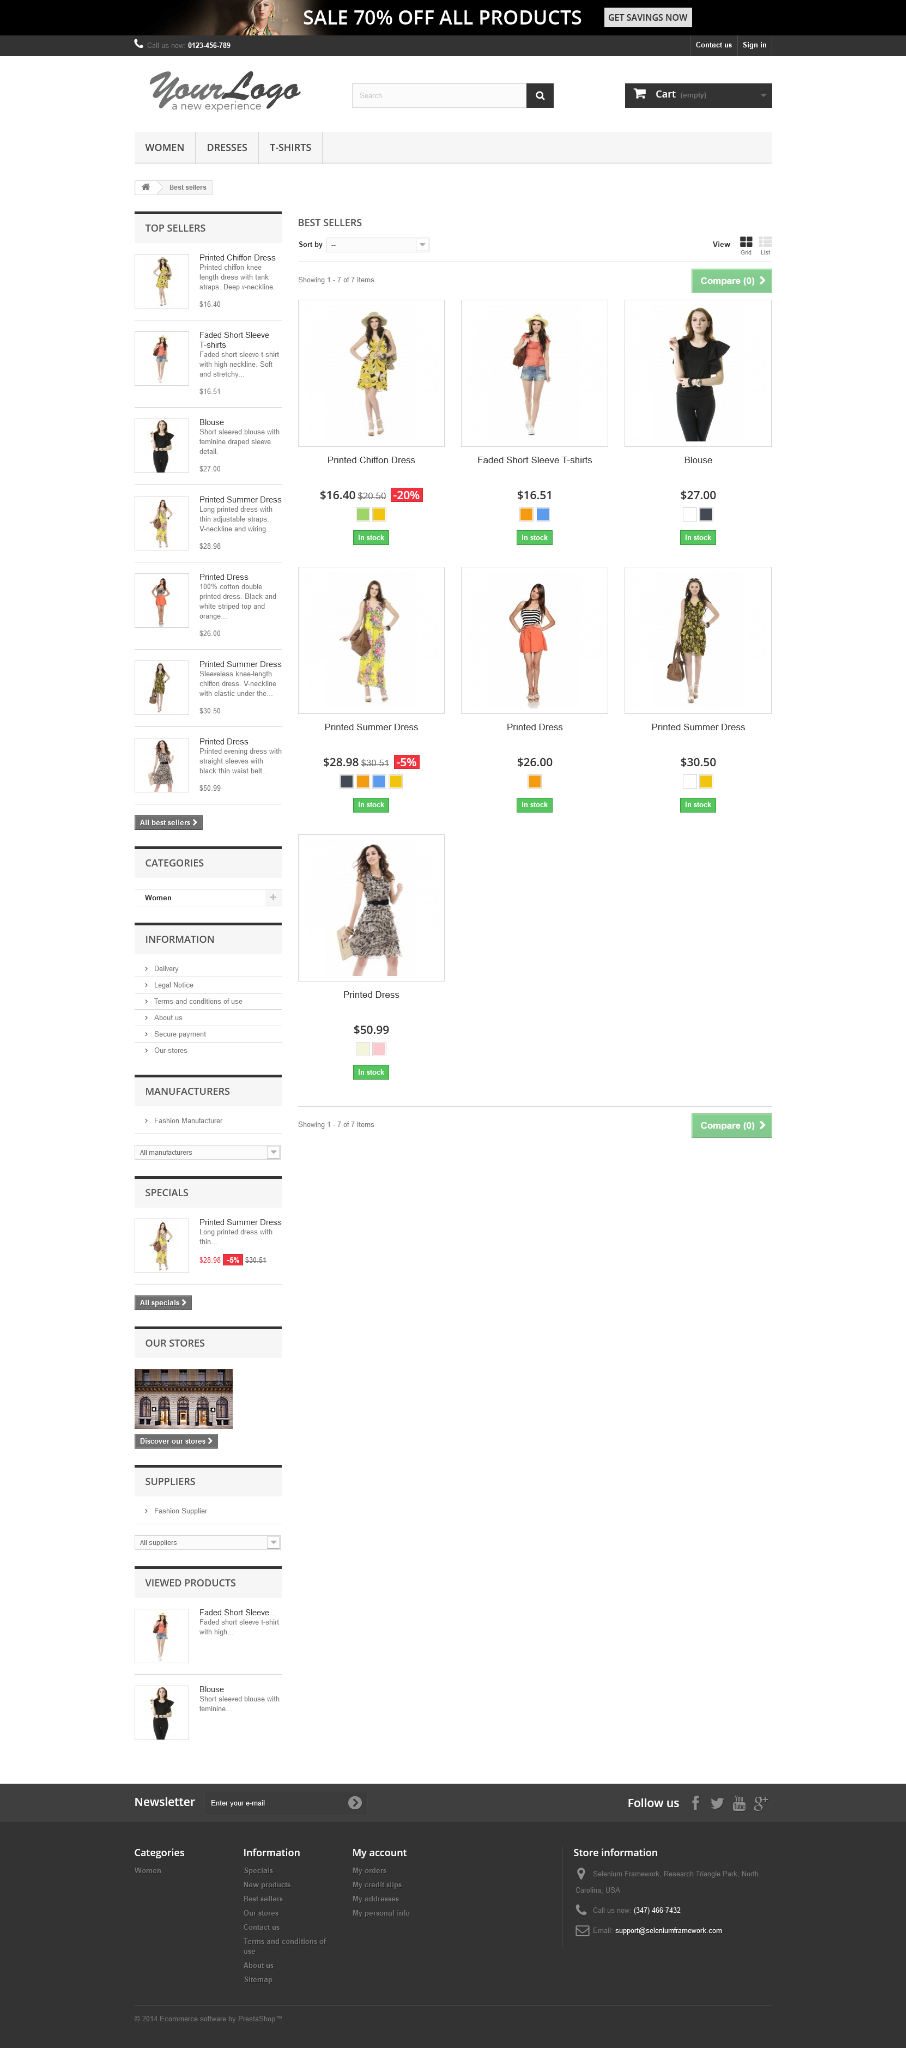 SALE 70% OFF ALL PRODUCTS
GET SAVINGS NOW
Call us now: 0123-456-789
Contact us
Sign in
Your Logo
a new experience
Search
Cart (empty)
WOMEN
DRESSES
T-SHIRTS
Best sellers
TOP SELLERS
Printed Chiffon Dress
Printed chiffon knee
length dress with tank
straps. Deep v-neckline.
$16.40
Faded Short Sleeve
T-shirts
Faded short sleeve t-shirt
with high neckline. Soft
and stretchy...
$16.51
Blouse
Short sleeved blouse with
feminine draped sleeve
detail.
$27.00
Printed Summer Dress
Long printed dress with
thin adjustable straps.
V-neckline and wiring...
$28.98
Printed Dress
100% cotton double
printed dress. Black and
white striped top and
orange...
$26.00
Printed Summer Dress
Sleeveless knee-length
chiffon dress. V-neckline
with elastic under the...
$30.50
Printed Dress
Printed evening dress with
straight sleeves with
black thin waist belt...
$50.99
All best sellers
CATEGORIES
Women
INFORMATION
Delivery
Legal Notice
Terms and conditions of use
About us
Secure payment
Our stores
MANUFACTURERS
Fashion Manufacturer
All manufacturers
SPECIALS
Printed Summer Dress
Long printed dress with
thin...
$28.98 -5% $30.51
All specials
OUR STORES
Discover our stores
SUPPLIERS
Fashion Supplier
All suppliers
VIEWED PRODUCTS
Faded Short Sleeve...
Faded short sleeve t-shirt
with high...
Blouse
Short sleeved blouse with
feminine...
BEST SELLERS
Sort by
--
View
Grid
List
Showing 1 - 7 of 7 items
Compare (0)
Printed Chiffon Dress
$16.40 $20.50 -20%
In stock
Faded Short Sleeve T-shirts
$16.51
In stock
Blouse
$27.00
In stock
Printed Summer Dress
$28.98 $30.51 -5%
In stock
Printed Dress
$26.00
In stock
Printed Summer Dress
$30.50
In stock
Printed Dress
$50.99
In stock
Showing 1 - 7 of 7 items
Compare (0)
Newsletter
Enter your e-mail
Follow us
Categories
Women
Information
Specials
New products
Best sellers
Our stores
Contact us
Terms and conditions of
use
About us
Sitemap
My account
My orders
My credit slips
My addresses
My personal info
Store information
Selenium Framework, Research Triangle Park, North
Carolina, USA
Call us now: (347) 466-7432
Email: support@seleniumframework.com
© 2014 Ecommerce software by PrestaShop™